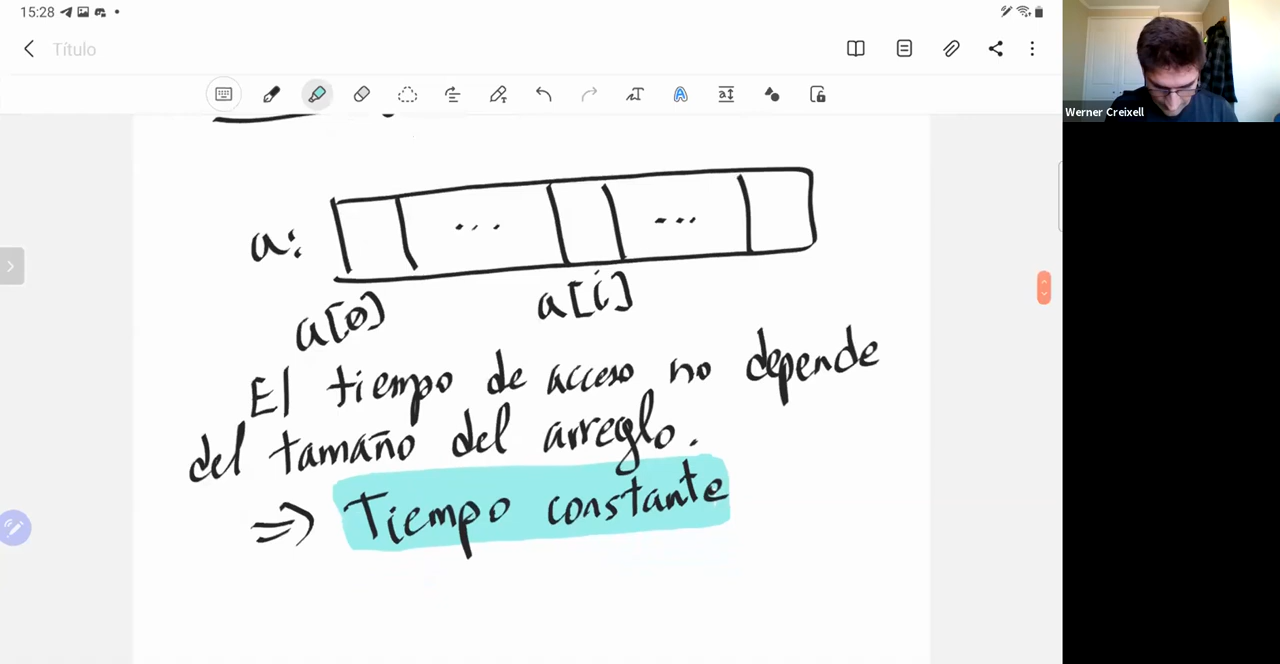 15:28
Título
Werner Creixell
a:
...
...
a[0]
a[i]
El tiempo de acceso no depende
del tamaño del arreglo.
=> Tiempo constante